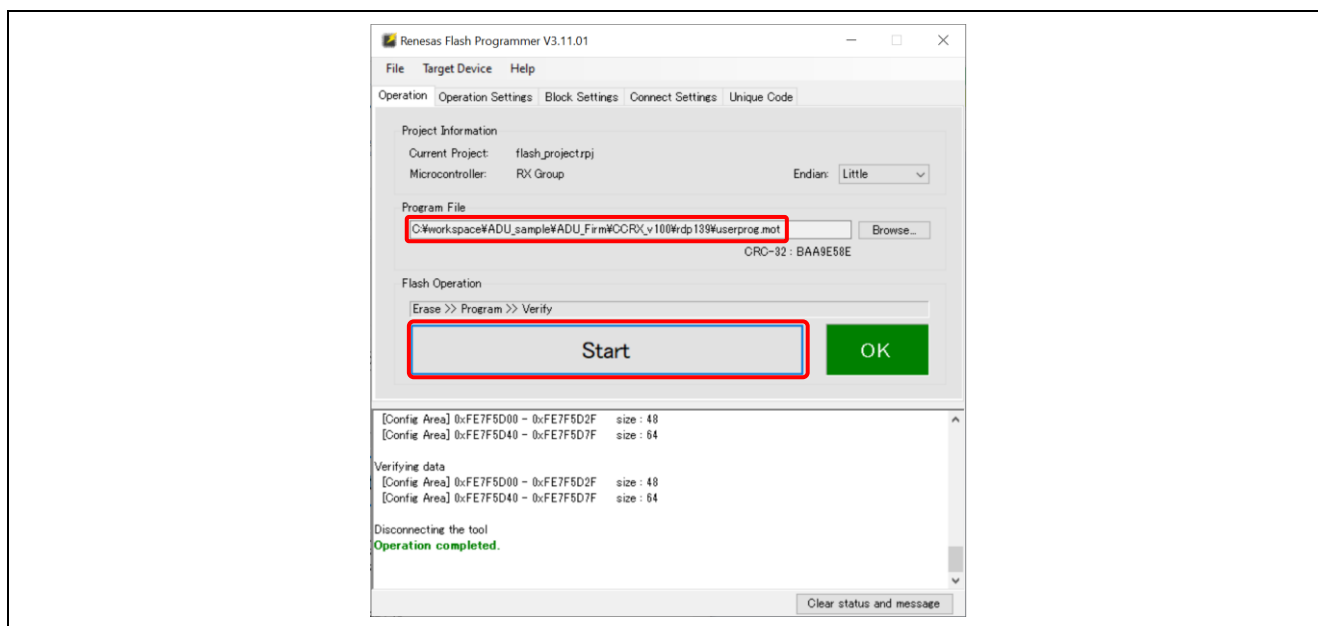 Renesas Flash Programmer V3.11.01
File Target Device Help
Operation Operation Settings Block Settings Connect Settings Unique Code
Project Information
Current Project: flash_project.rpj
Microcontroller: RX Group Endian: Little
Program File
C:¥workspace¥ADU_sample¥ADU_Firm¥CCRX_v100¥rdp139¥userprog.mot Browse...
CRC-32 : BAA9E58E
Flash Operation
Erase >> Program >> Verify
Start OK
[Config Area] 0xFE7F5D00 - 0xFE7F5D2F size : 48
[Config Area] 0xFE7F5D40 - 0xFE7F5D7F size : 64
Verifying data
[Config Area] 0xFE7F5D00 - 0xFE7F5D2F size : 48
[Config Area] 0xFE7F5D40 - 0xFE7F5D7F size : 64
Disconnecting the tool
Operation completed.
Clear status and message